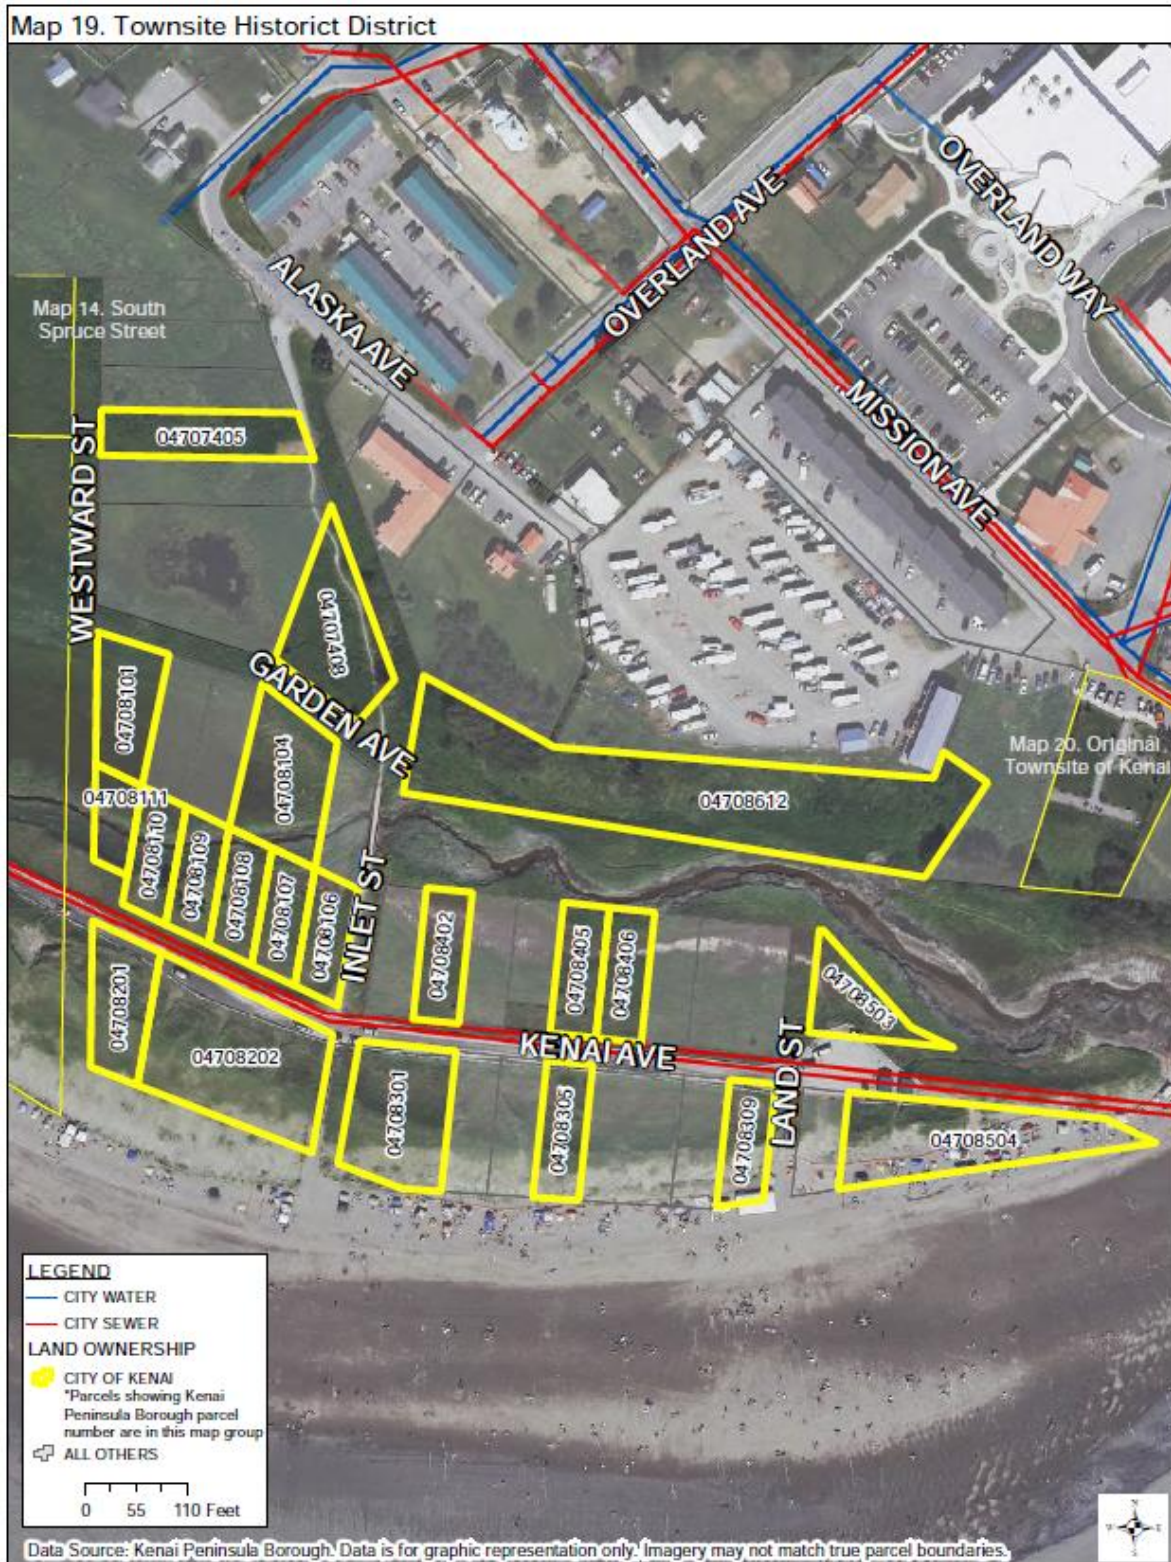 Map 19. Townsite Historict District
OVERLAND WAY
OVERLAND AVE
ALASKA AVE
Map 14. South
Spruce Street
MISSION AVE
WESTWARD ST
04707405
04707408
GARDEN AVE
04708101
04708104
Map 20. Original
Townsite of Kenai
04708612
04708111
04708110
04708109
04708108
04708107
04708106
INLET ST
04708402
04708405
04708406
04708503
04708201
04708202
KENAI AVE
LAND ST
04708301
04708305
04708309
04708504
LEGEND
CITY WATER
CITY SEWER
LAND OWNERSHIP
CITY OF KENAI
*Parcels showing Kenai
Peninsula Borough parcel
number are in this map group
ALL OTHERS
0 55 110 Feet
N
W E
S
Data Source: Kenai Peninsula Borough. Data is for graphic representation only. Imagery may not match true parcel boundaries.